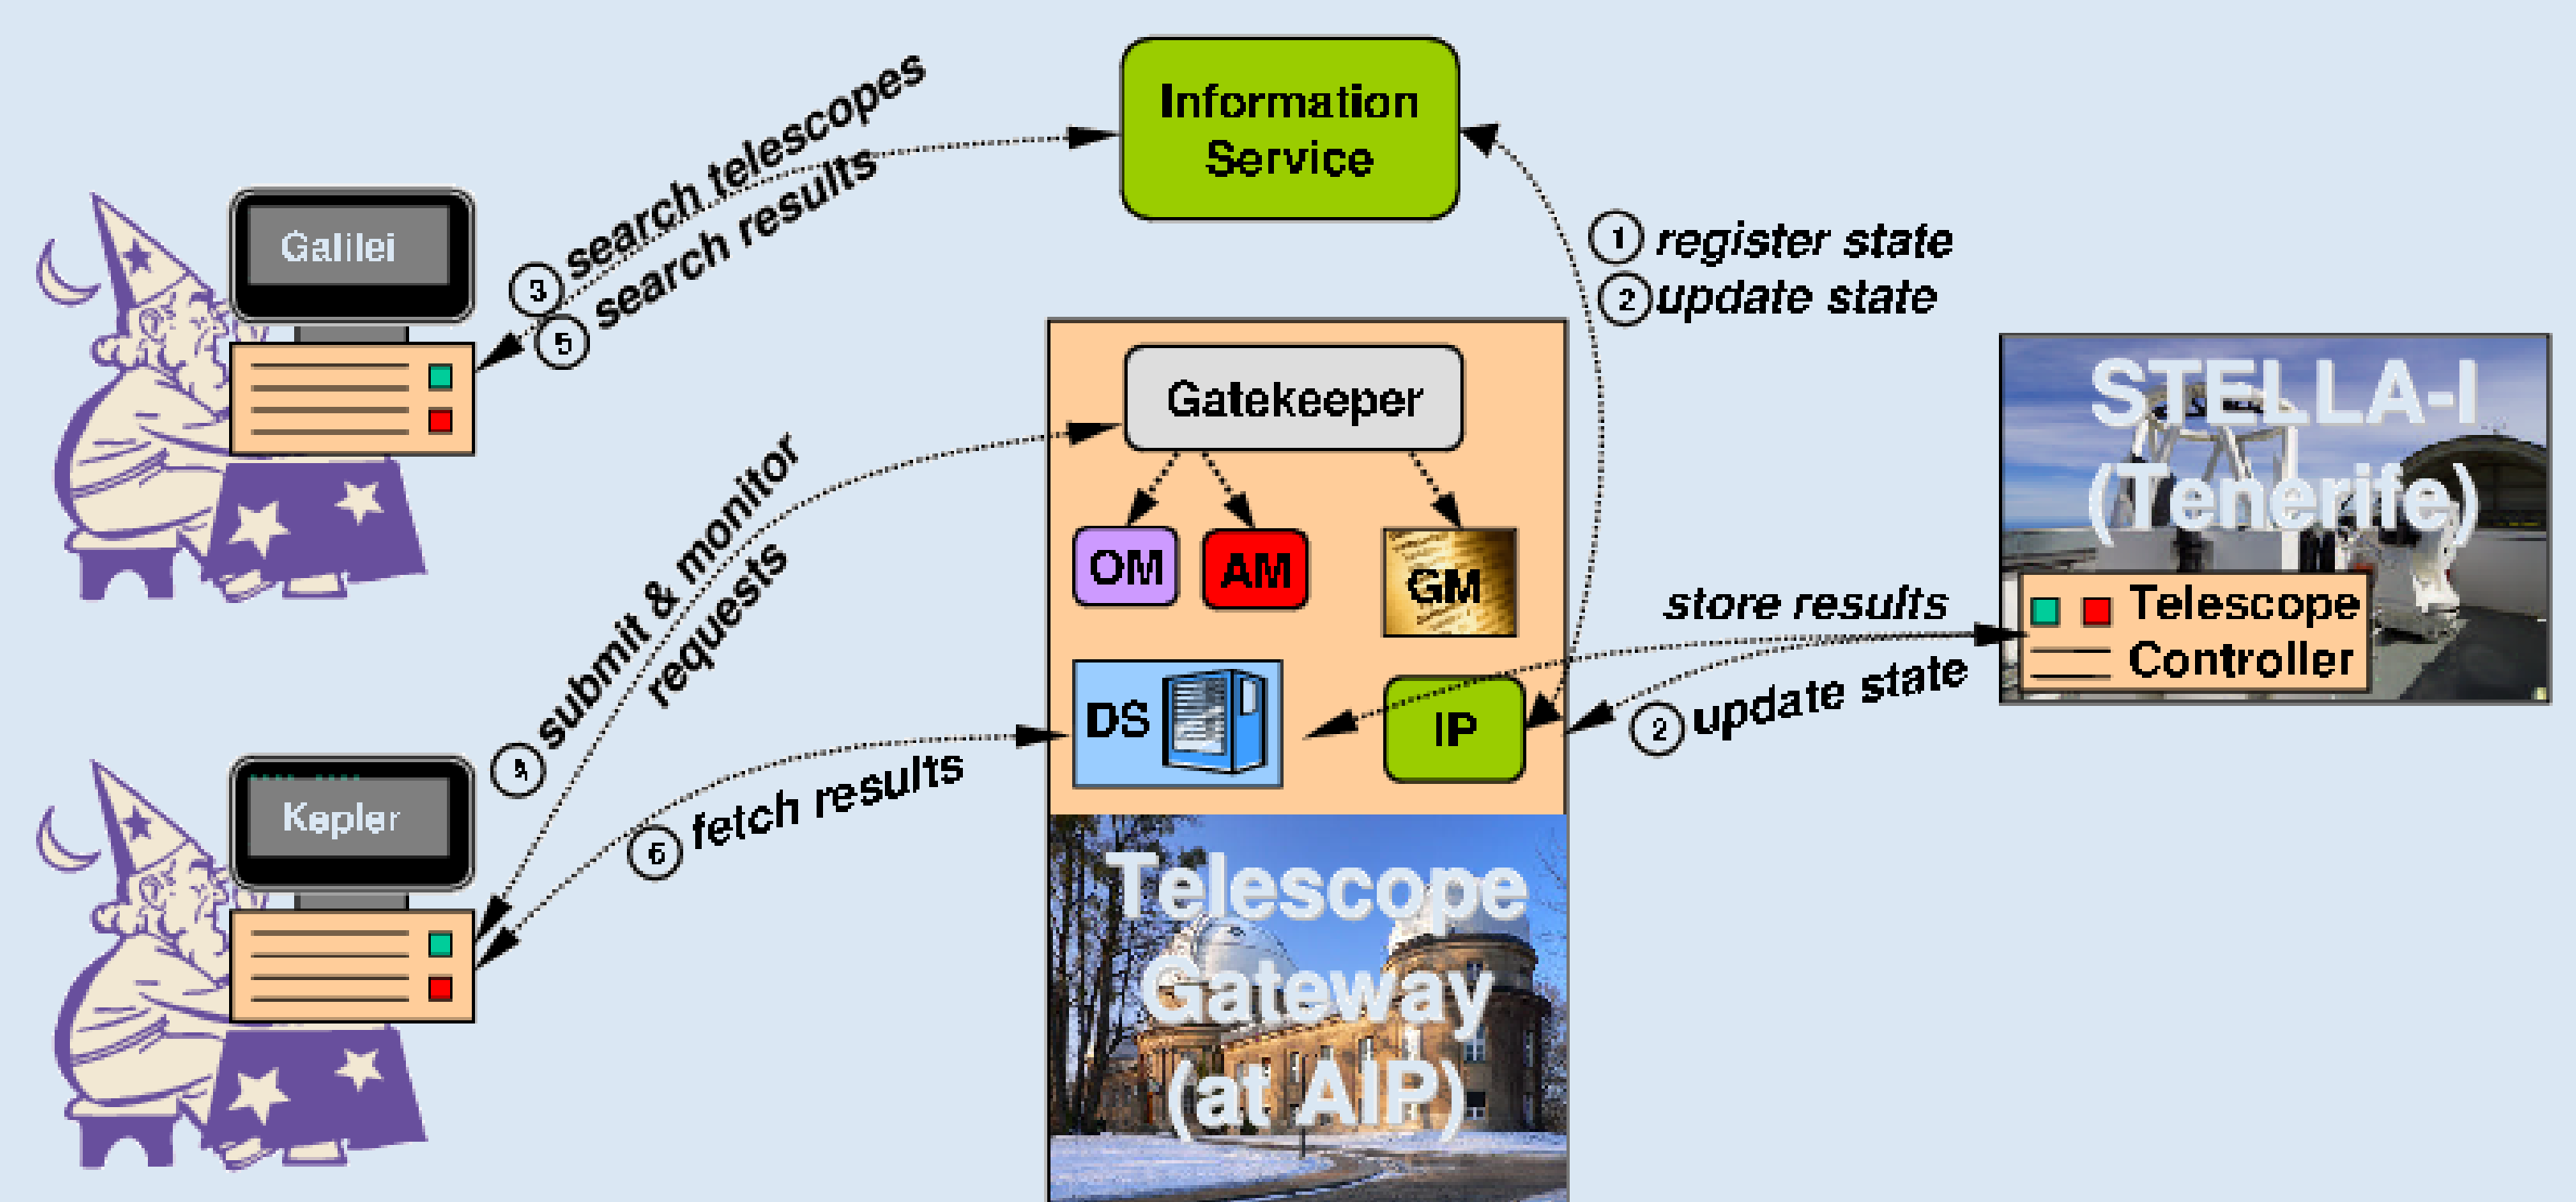 Information
Service
③ search telescopes
⑤ search results
Galilei
① register state
② update state
Gatekeeper
STELLA-I
(Tenerife)
OM
AM
GM
④ submit & monitor
requests
store results
Telescope
Controller
DS
IP
② update state
Kepler
⑥ fetch results
Telescope
Gateway
(at AIP)